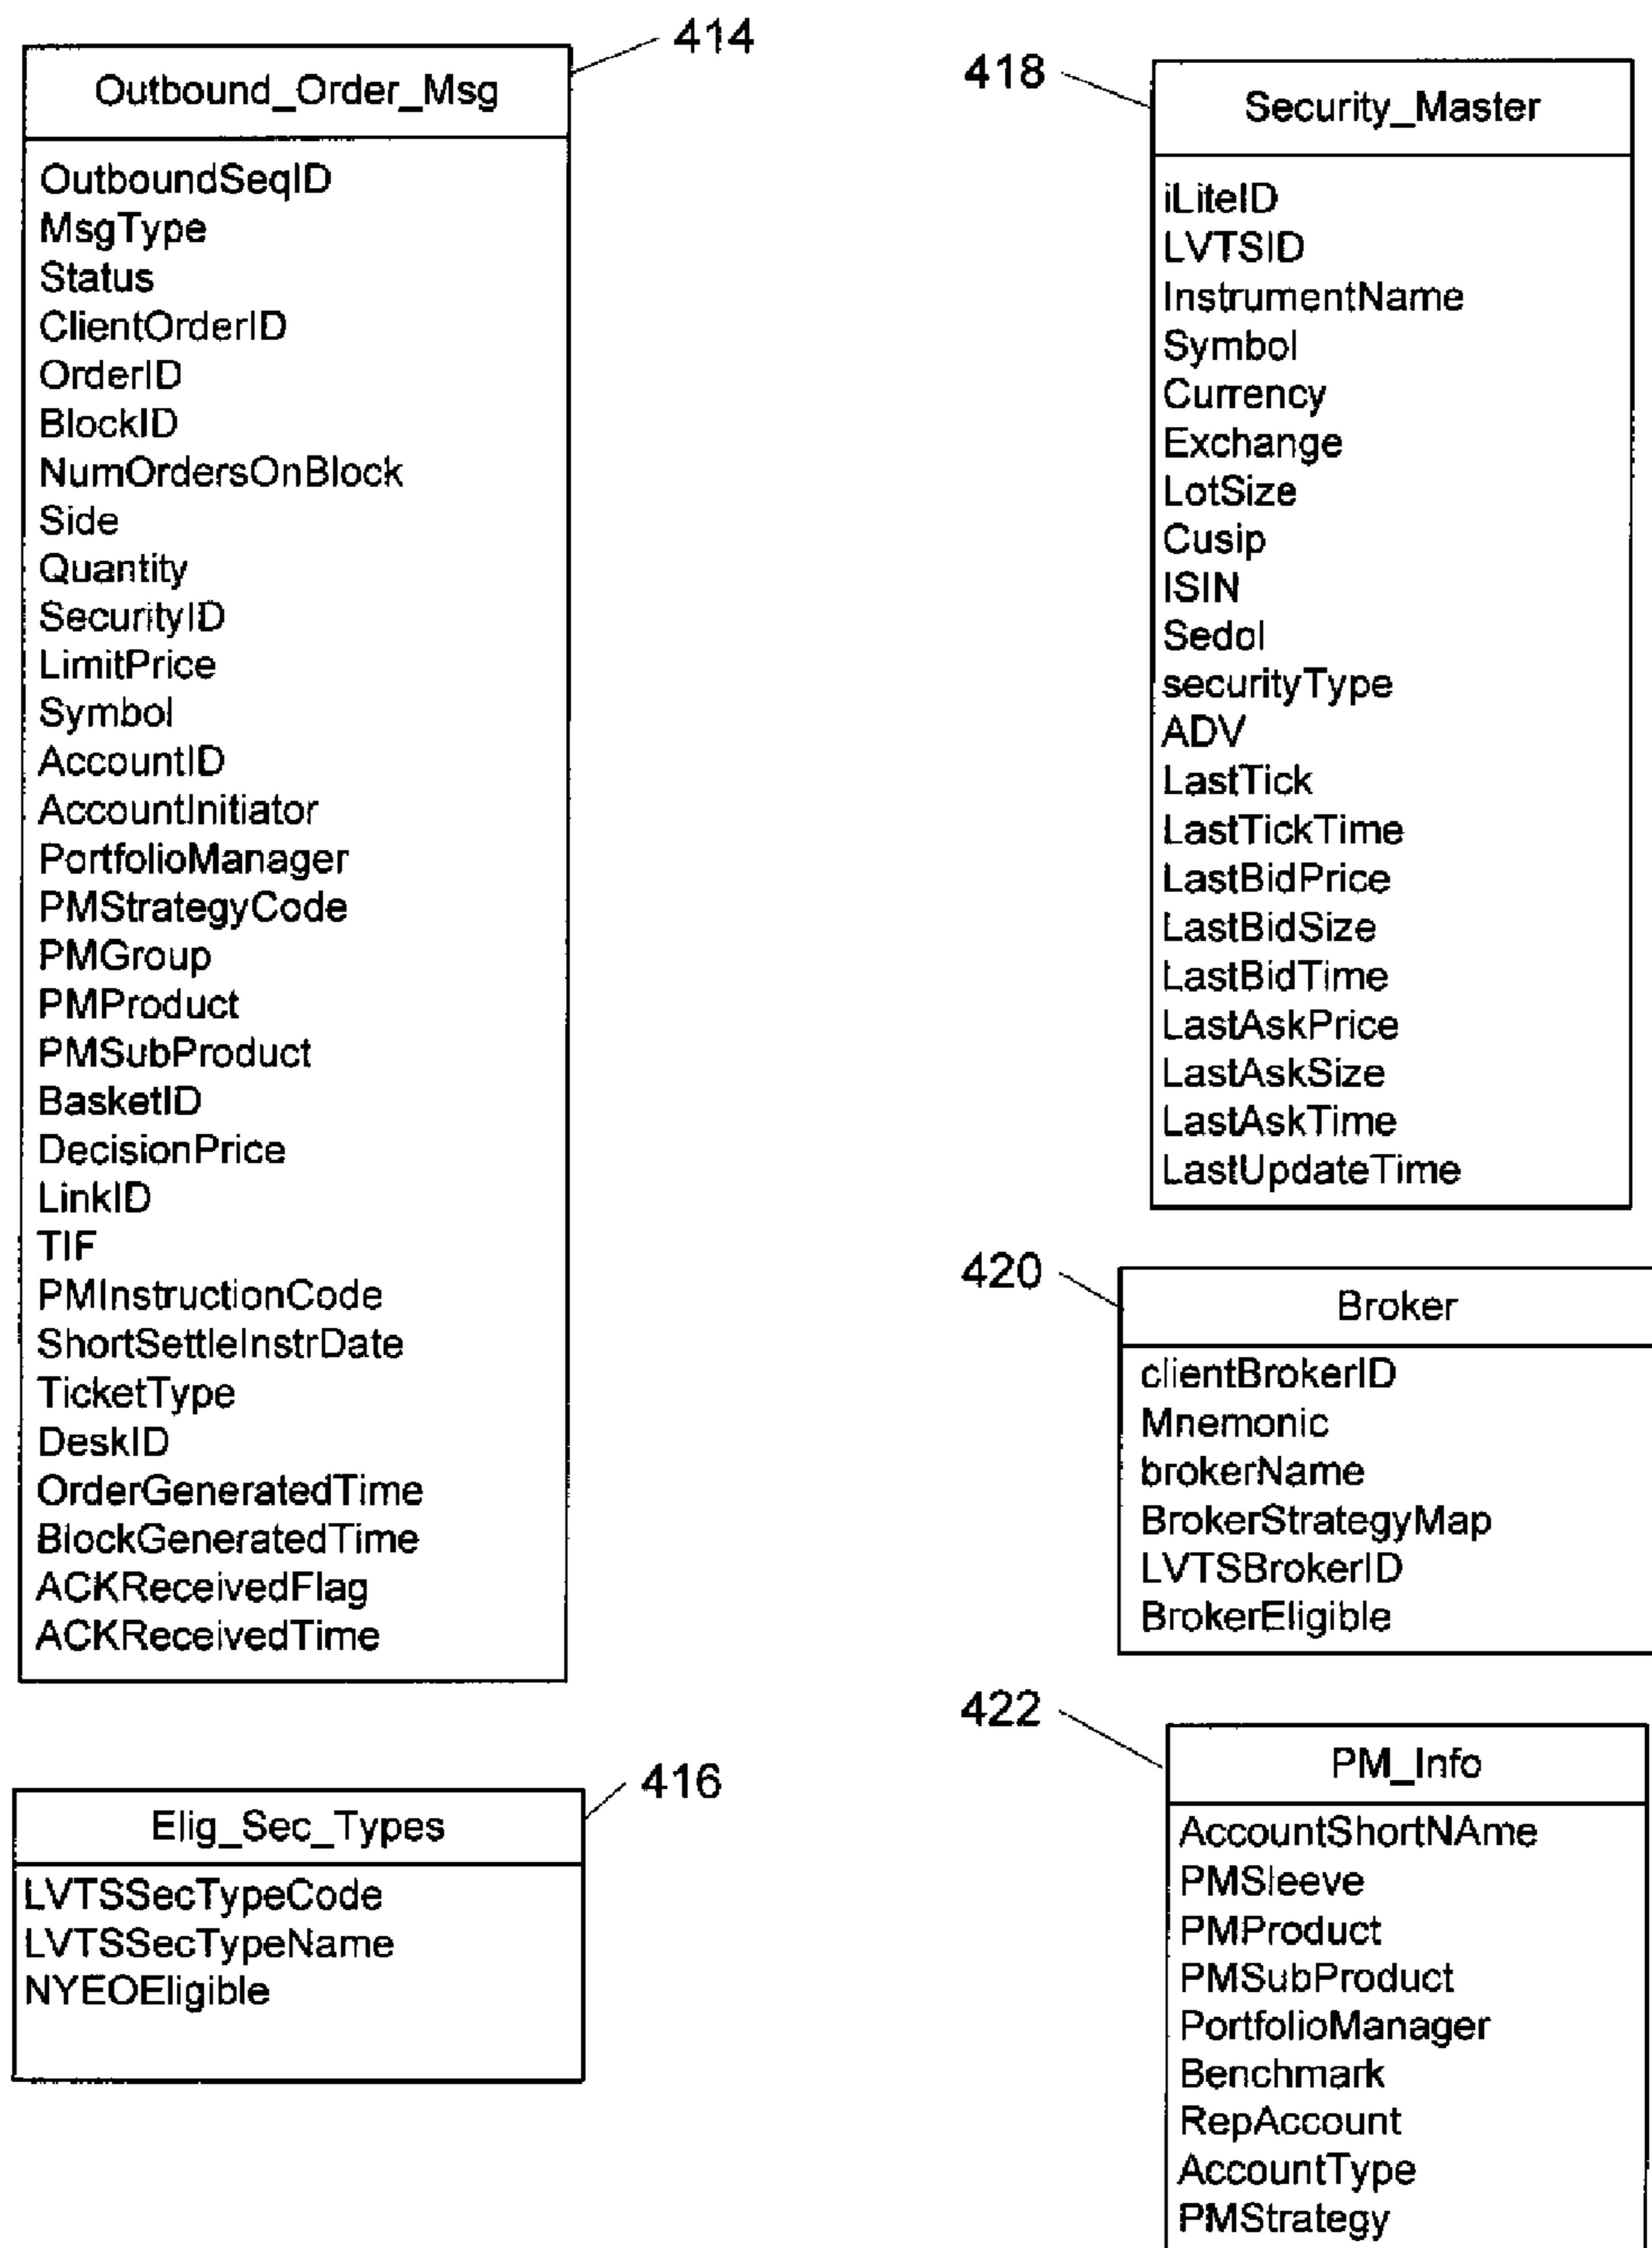 414
Outbound_Order_Msg
OutboundSeqID
MsgType
Status
ClientOrderID
OrderID
BlockID
NumOrdersOnBlock
Side
Quantity
SecurityID
LimitPrice
Symbol
AccountID
AccountInitiator
PortfolioManager
PMStrategyCode
PMGroup
PMProduct
PMSubProduct
BasketID
DecisionPrice
LinkID
TIF
PMInstructionCode
ShortSettleInstrDate
TicketType
DeskID
OrderGeneratedTime
BlockGeneratedTime
ACKReceivedFlag
ACKReceivedTime
416
Elig_Sec_Types
LVTSSecTypeCode
LVTSSecTypeName
NYEOEligible
418
Security_Master
iLiteID
LVTSID
InstrumentName
Symbol
Currency
Exchange
LotSize
Cusip
ISIN
Sedol
securityType
ADV
LastTick
LastTickTime
LastBidPrice
LastBidSize
LastBidTime
LastAskPrice
LastAskSize
LastAskTime
LastUpdateTime
420
Broker
clientBrokerID
Mnemonic
brokerName
BrokerStrategyMap
LVTSBrokerID
BrokerEligible
422
PM_Info
AccountShortNAme
PMSleeve
PMProduct
PMSubProduct
PortfolioManager
Benchmark
RepAccount
AccountType
PMStrategy